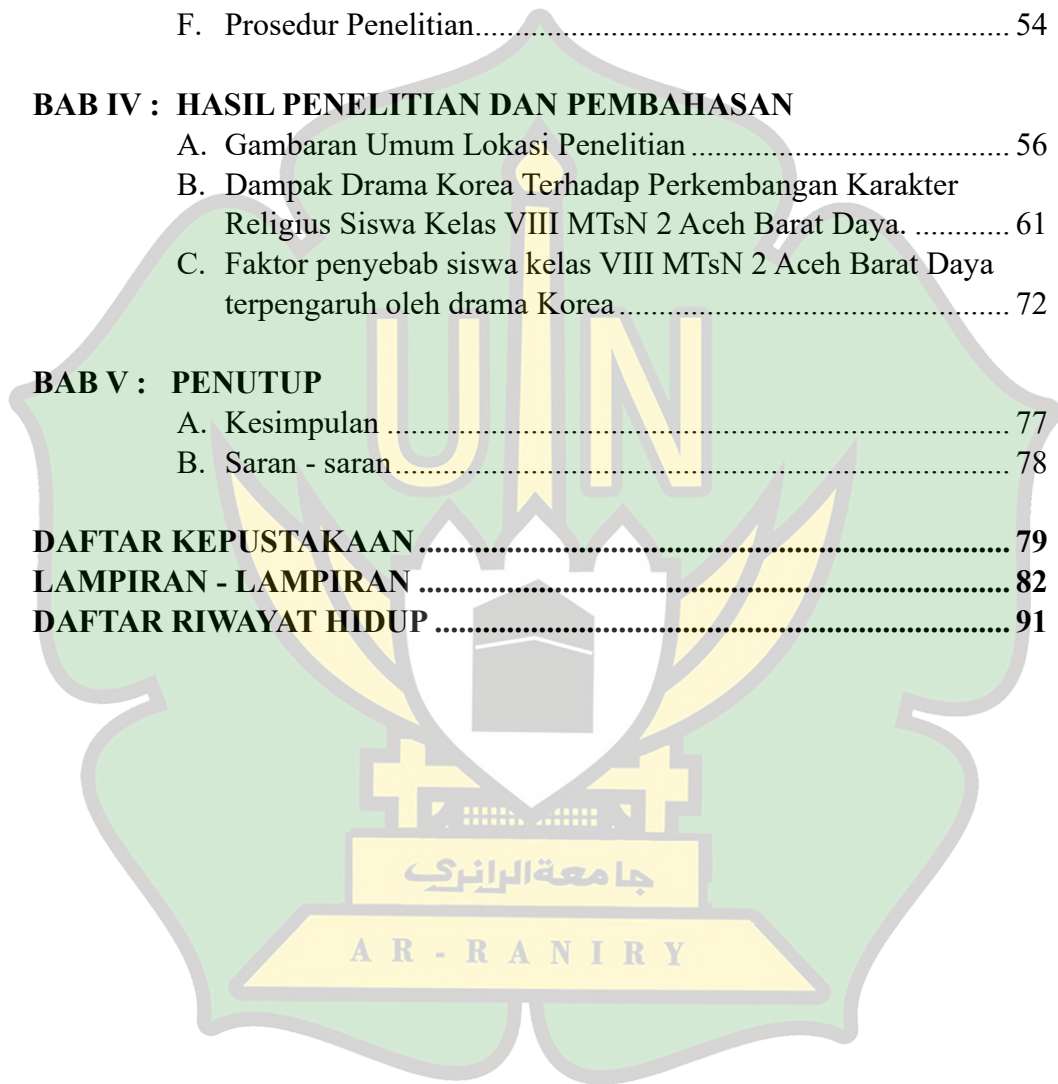 F. Prosedur Penelitian.................................................................... 54
BAB IV : HASIL PENELITIAN DAN PEMBAHASAN
A. Gambaran Umum Lokasi Penelitian ......................................... 56
B. Dampak Drama Korea Terhadap Perkembangan Karakter
Religius Siswa Kelas VIII MTsN 2 Aceh Barat Daya. ............ 61
C. Faktor penyebab siswa kelas VIII MTsN 2 Aceh Barat Daya
terpengaruh oleh drama Korea .................................................. 72
BAB V : PENUTUP
A. Kesimpulan ............................................................................... 77
B. Saran - saran.............................................................................. 78
DAFTAR KEPUSTAKAAN ........................................................................... 79
LAMPIRAN - LAMPIRAN ........................................................................... 82
DAFTAR RIWAYAT HIDUP ......................................................................... 91
UIN
جامعة الرانري
AR - RANIRY